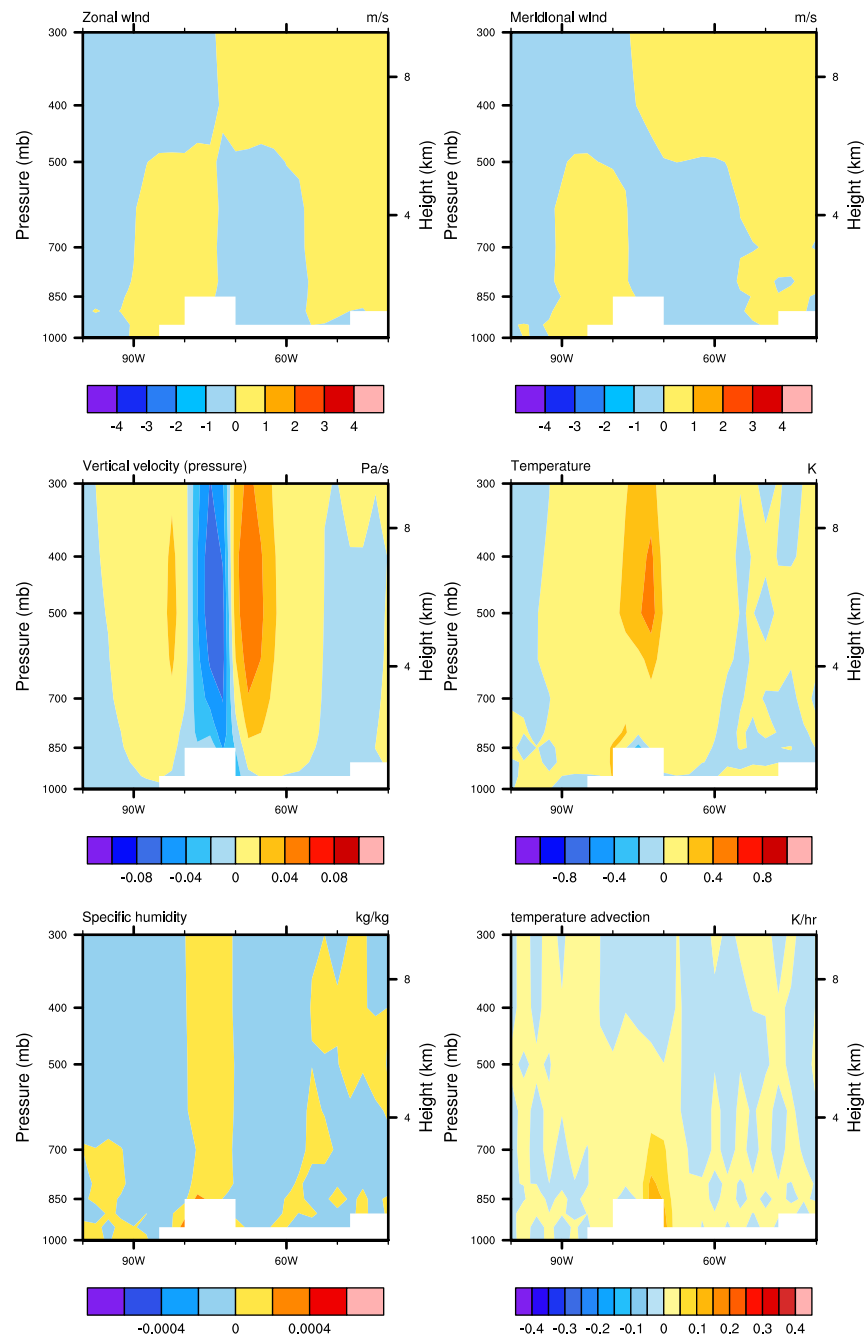 Zonal wind m/s
300
400
500
700
850
1000
Pressure (mb)
8
4
Height (km)
90W 60W
-4 -3 -2 -1 0 1 2 3 4
Meridional wind m/s
300
400
500
700
850
1000
Pressure (mb)
8
4
Height (km)
90W 60W
-4 -3 -2 -1 0 1 2 3 4
Vertical velocity (pressure) Pa/s
300
400
500
700
850
1000
Pressure (mb)
8
4
Height (km)
90W 60W
-0.08 -0.04 0 0.04 0.08
Temperature K
300
400
500
700
850
1000
Pressure (mb)
8
4
Height (km)
90W 60W
-0.8 -0.4 0 0.4 0.8
Specific humidity kg/kg
300
400
500
700
850
1000
Pressure (mb)
8
4
Height (km)
90W 60W
-0.0004 0 0.0004
temperature advection K/hr
300
400
500
700
850
1000
Pressure (mb)
8
4
Height (km)
90W 60W
-0.4 -0.3 -0.2 -0.1 0 0.1 0.2 0.3 0.4